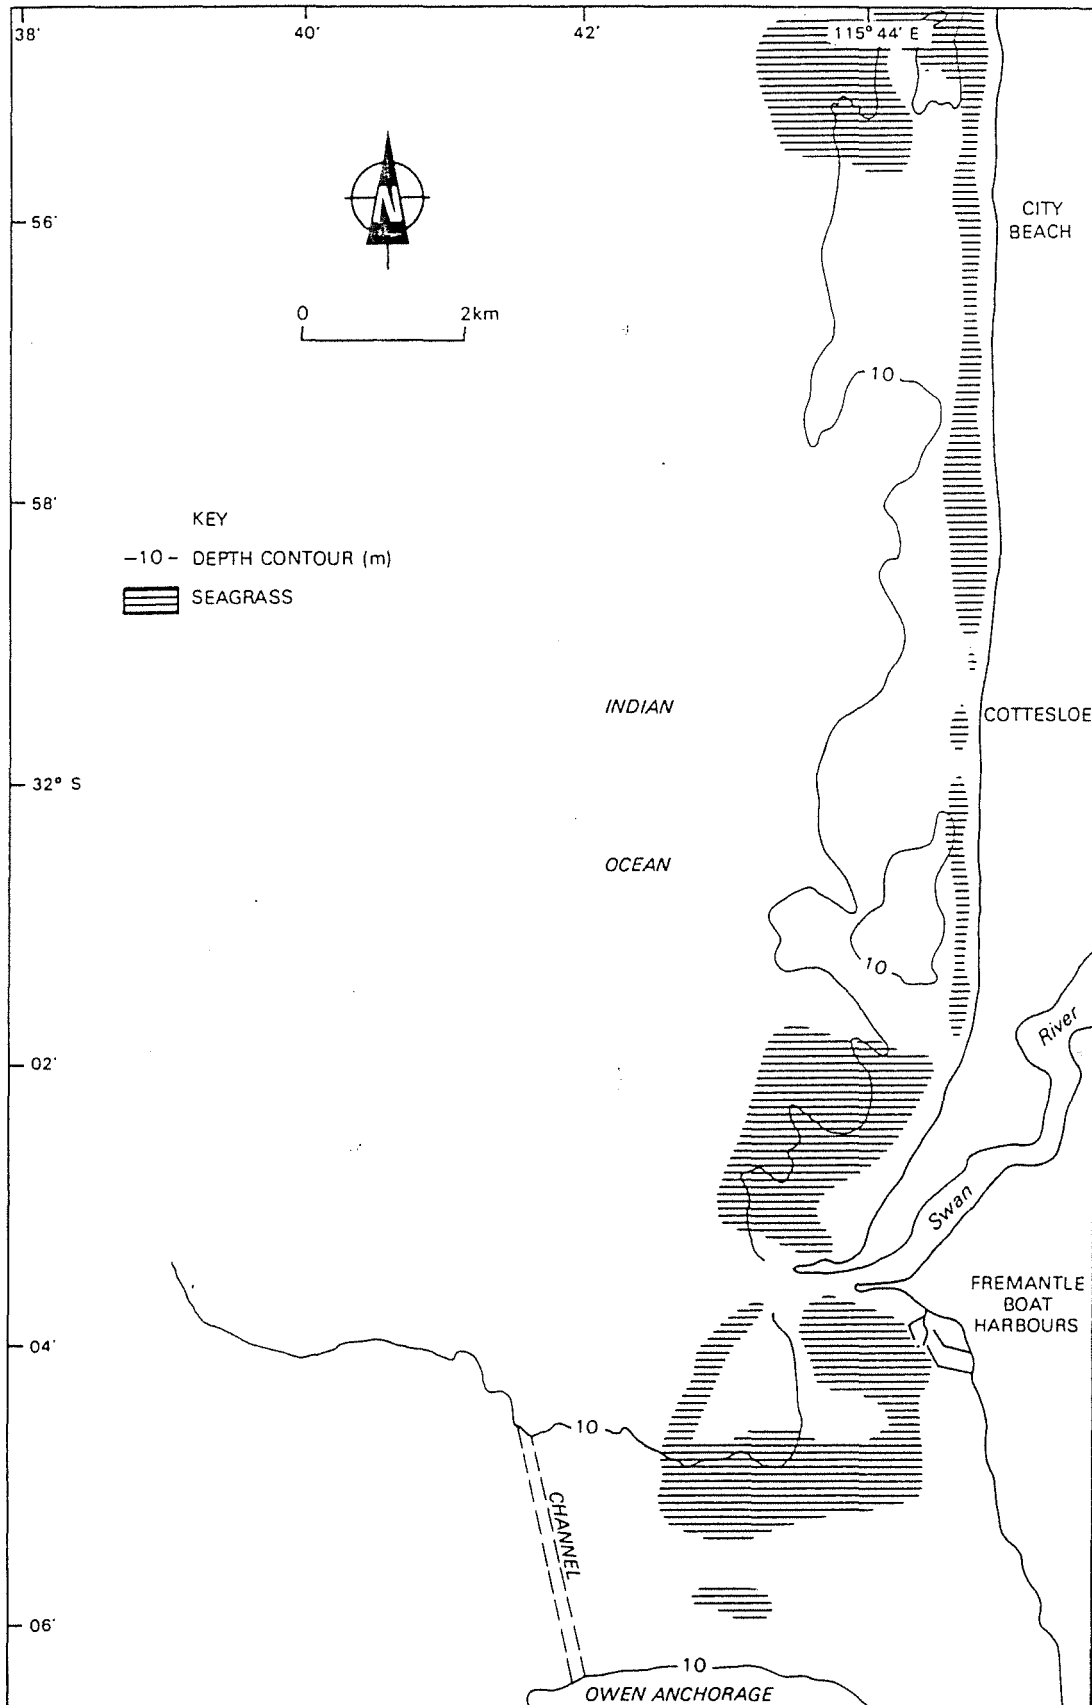 38'
40'
42'
115° 44' E
N
CITY
BEACH
56'
0 2km
10
58'
KEY
–10– DEPTH CONTOUR (m)
SEAGRASS
INDIAN
COTTESLOE
32° S
OCEAN
10
River
02'
Swan
FREMANTLE
BOAT
HARBOURS
04'
10
CHANNEL
06'
10
OWEN ANCHORAGE